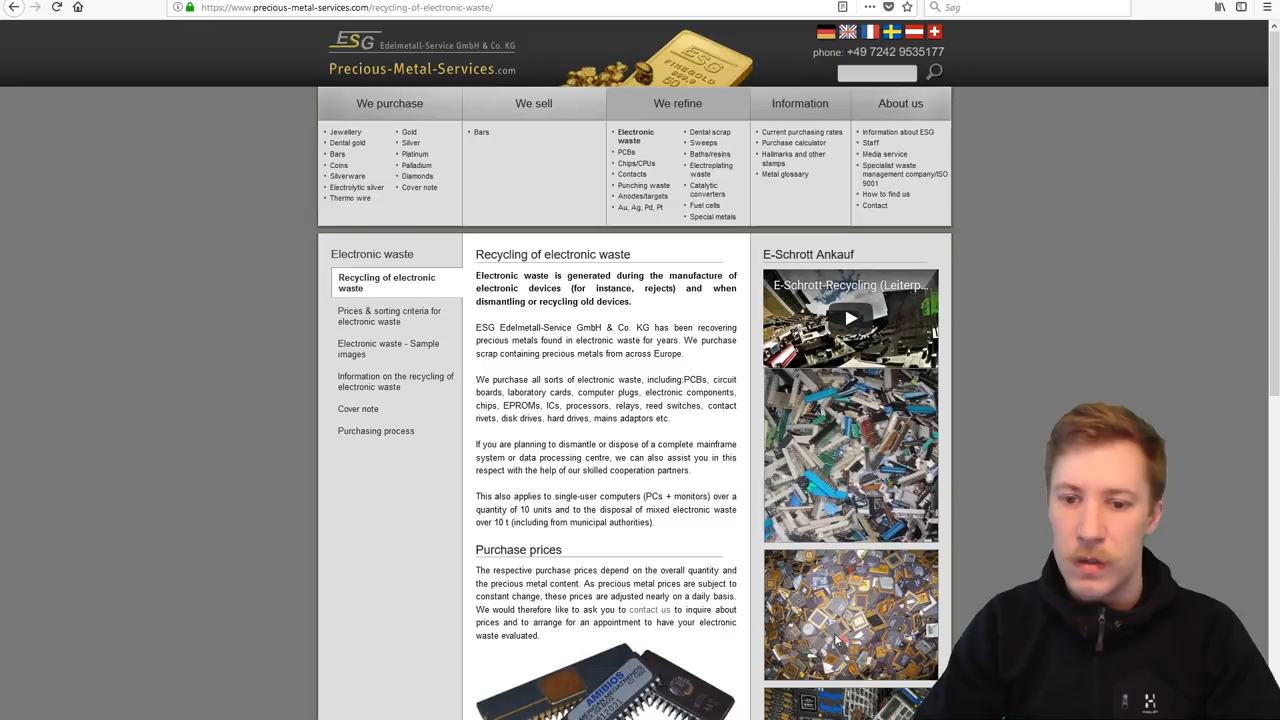 https://www.precious-metal-services.com/recycling-of-electronic-waste/
Søg
ESG Edelmetall-Service GmbH & Co. KG
Precious-Metal-Services.com
FINEGOLD
999,9
50
phone: +49 7242 9535177
We purchase
We sell
We refine
Information
About us
Jewellery
Dental gold
Bars
Coins
Silverware
Electrolytic silver
Thermo wire
Gold
Silver
Platinum
Palladium
Diamonds
Cover note
Bars
Electronic
waste
PCBs
Chips/CPUs
Contacts
Punching waste
Anodes/targets
Au, Ag, Pd, Pt
Dental scrap
Sweeps
Baths/resins
Electroplating
waste
Catalytic
converters
Fuel cells
Special metals
Current purchasing rates
Purchase calculator
Hallmarks and other
stamps
Metal glossary
Information about ESG
Staff
Media service
Specialist waste
management company/ISO
9001
How to find us
Contact
Electronic waste
Recycling of electronic
waste
Prices & sorting criteria for
electronic waste
Electronic waste - Sample
images
Information on the recycling of
electronic waste
Cover note
Purchasing process
Recycling of electronic waste
Electronic waste is generated during the manufacture of
electronic devices (for instance, rejects) and when
dismantling or recycling old devices.
ESG Edelmetall-Service GmbH & Co. KG has been recovering
precious metals found in electronic waste for years. We purchase
scrap containing precious metals from across Europe.
We purchase all sorts of electronic waste, including:PCBs, circuit
boards, laboratory cards, computer plugs, electronic components,
chips, EPROMs, ICs, processors, relays, reed switches, contact
rivets, disk drives, hard drives, mains adaptors etc.
If you are planning to dismantle or dispose of a complete mainframe
system or data processing centre, we can also assist you in this
respect with the help of our skilled cooperation partners.
This also applies to single-user computers (PCs + monitors) over a
quantity of 10 units and to the disposal of mixed electronic waste
over 10 t (including from municipal authorities).
Purchase prices
The respective purchase prices depend on the overall quantity and
the precious metal content. As precious metal prices are subject to
constant change, these prices are adjusted nearly on a daily basis.
We would therefore like to ask you to contact us to inquire about
prices and to arrange for an appointment to have your electronic
waste evaluated.
AMIBIOS
E-Schrott Ankauf
E-Schrott-Recycling (Leiterp...